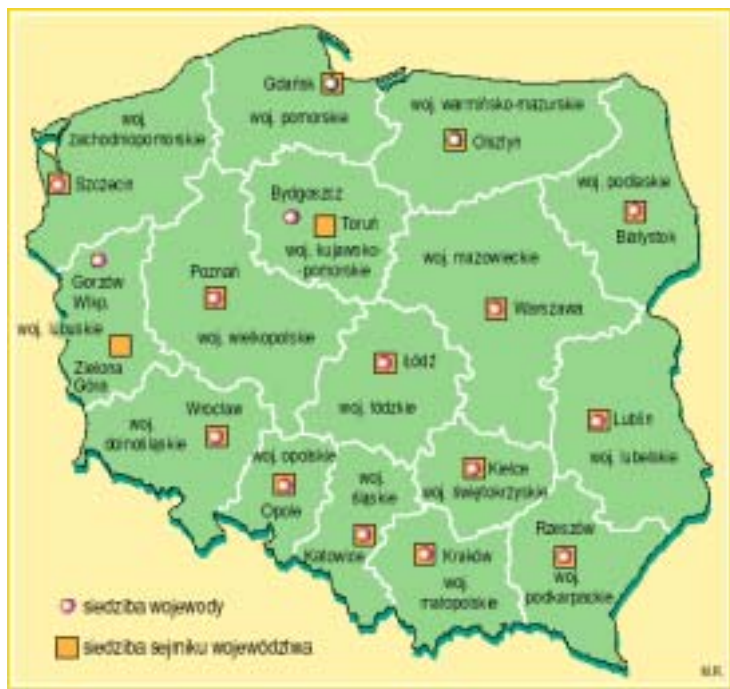 Gdańsk
woj. pomorskie
woj. warmińsko-mazurskie
Olsztyn
woj.
zachodniopomorskie
Szczecin
woj. podlaskie
Białystok
Bydgoszcz
Toruń
woj. kujawsko-
-pomorskie
woj. mazowieckie
Warszawa
Gorzów
Wlkp.
woj. lubuskie
Zielona
Góra
Poznań
woj. wielkopolskie
Łódź
woj. łódzkie
Lublin
woj. lubelskie
Wrocław
woj.
dolnośląskie
woj. opolskie
Opole
woj.
śląskie
Katowice
Kielce
woj. świętokrzyskie
Kraków
woj.
małopolskie
Rzeszów
woj.
podkarpackie
siedziba wojewody
siedziba sejmiku województwa
M.R.